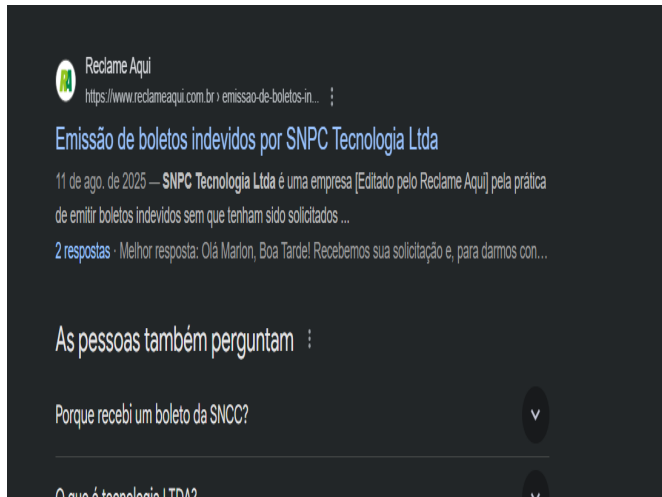 Reclame Aqui
https://www.reclameaqui.com.br › emissao-de-boletos-in...
Emissão de boletos indevidos por SNPC Tecnologia Ltda
11 de ago. de 2025 — SNPC Tecnologia Ltda é uma empresa [Editado pelo Reclame Aqui] pela prática
de emitir boletos indevidos sem que tenham sido solicitados ...
2 respostas · Melhor resposta: Olá Marlon, Boa Tarde! Recebemos sua solicitação e, para darmos con...
As pessoas também perguntam
Porque recebi um boleto da SNCC?
O que é tecnologia LTDA?